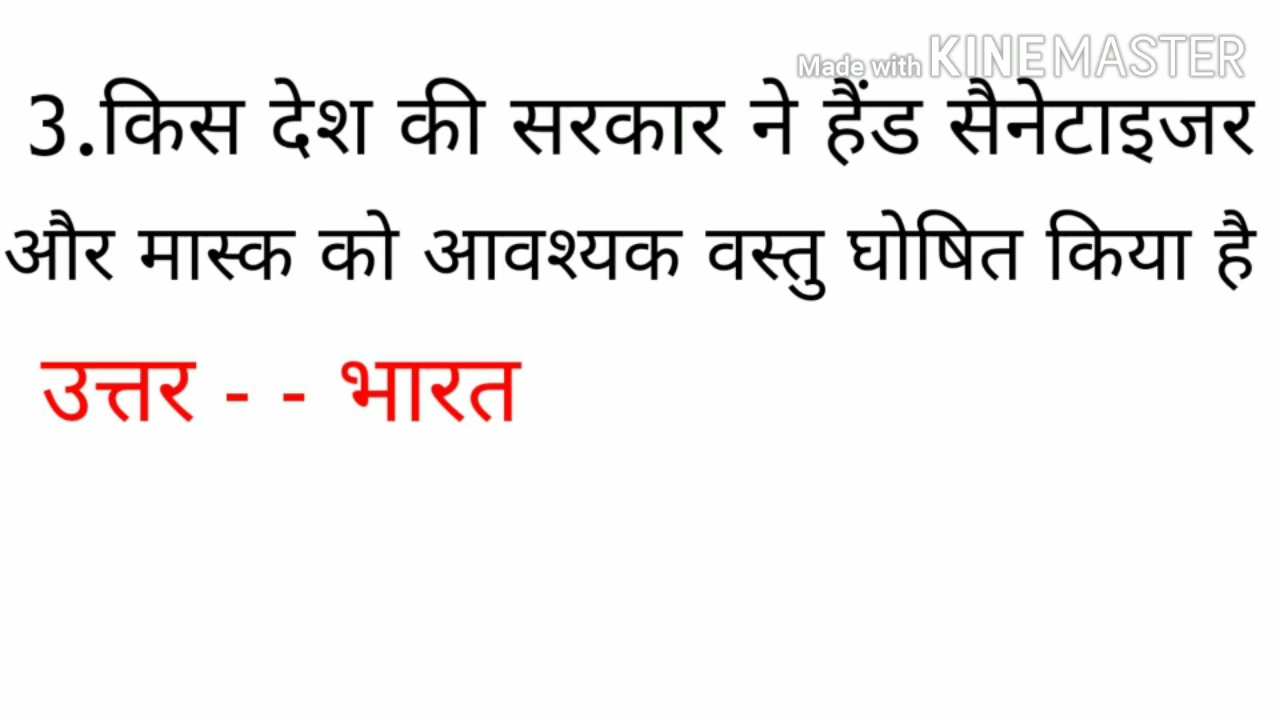 Made with KINEMASTER
3.किस देश की सरकार ने हैंड सैनेटाइजर
और मास्क को आवश्यक वस्तु घोषित किया है
उत्तर - - भारत